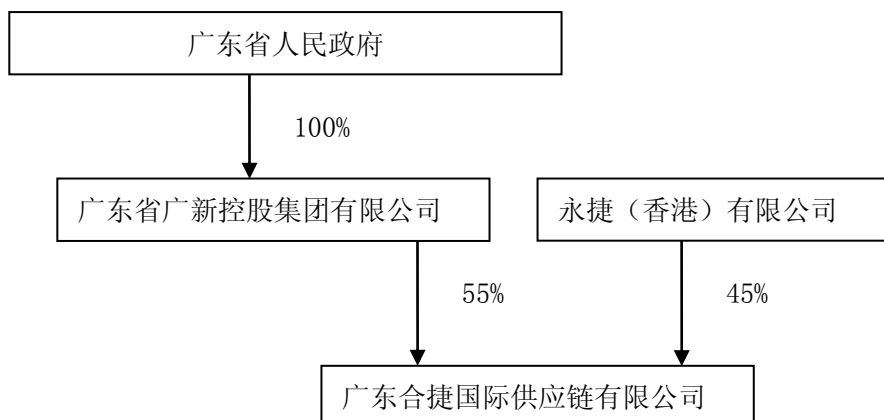 广东省人民政府
100%
广东省广新控股集团有限公司
永捷（香港）有限公司
55%
45%
广东合捷国际供应链有限公司